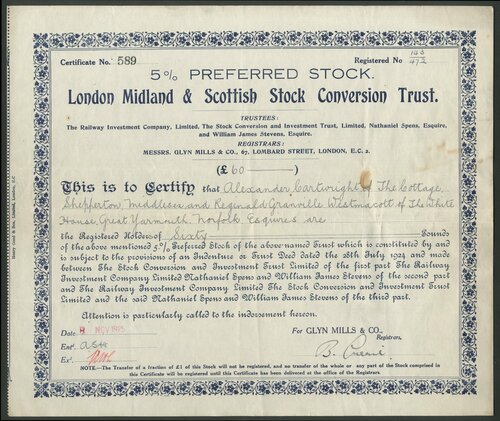 Certificate No. 589
Registered No
5% PREFERRED STOCK.
London Midland & Scottish Stock Conversion Trust.
TRUSTEES:
The Railway Investment Company, Limited, The Stock Conversion and Investment Trust, Limited, Nathaniel Spens, Esquire,
and William James Stevens, Esquire.
REGISTRARS:
MESSRS. GLYN MILLS & CO., 67, LOMBARD STREET, LONDON, E.C. 2.
(£ 60)
This is to Certify that Alexander Cartwright of The Cottage
Shepperton, Middlesex and Reginald Granville Westmacott of The White
House, Great Yarmouth, Norfolk Esquires are
the Registered Holders of Sixty Pounds
of the above mentioned 5% Preferred Stock of the above-named Trust which is constituted by and
is subject to the provisions of an Indenture or Trust Deed dated the 28th July 1924 and made
between The Stock Conversion and Investment Trust Limited of the first part The Railway
Investment Company Limited Nathaniel Spens and William James Stevens of the second part
and The Railway Investment Company Limited The Stock Conversion and Investment Trust
Limited and the said Nathaniel Spens and William James Stevens of the third part.
Attention is particularly called to the indorsement hereon.
Date NOV
For GLYN MILLS & CO.,
Registrars.
Entd.
Exd.
NOTE.—The Transfer of a fraction of £1 of this Stock will not be registered, and no transfer of the whole or any part of the Stock comprised in
this Certificate will be registered until this Certificate has been delivered at the office of the Registrars.